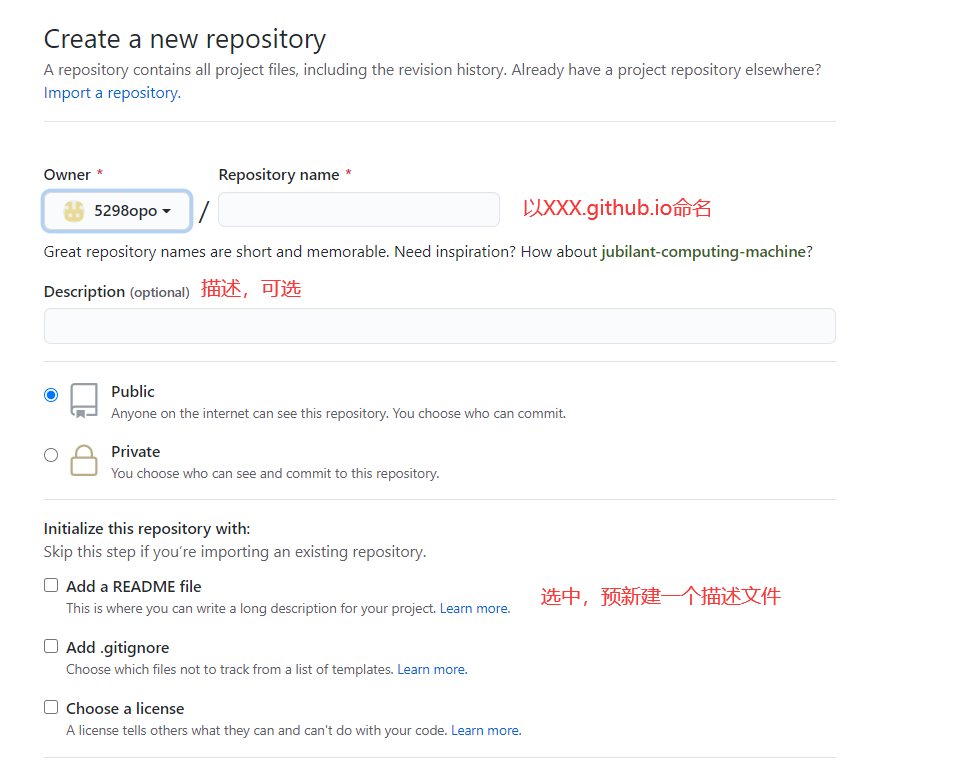 Create a new repository
A repository contains all project files, including the revision history. Already have a project repository elsewhere?
Import a repository.
Owner * Repository name *
5298opo / 以XXX.github.io命名
Great repository names are short and memorable. Need inspiration? How about jubilant-computing-machine?
Description (optional) 描述，可选
Public
Anyone on the internet can see this repository. You choose who can commit.
Private
You choose who can see and commit to this repository.
Initialize this repository with:
Skip this step if you're importing an existing repository.
Add a README file
This is where you can write a long description for your project. Learn more. 选中，预新建一个描述文件
Add .gitignore
Choose which files not to track from a list of templates. Learn more.
Choose a license
A license tells others what they can and can't do with your code. Learn more.